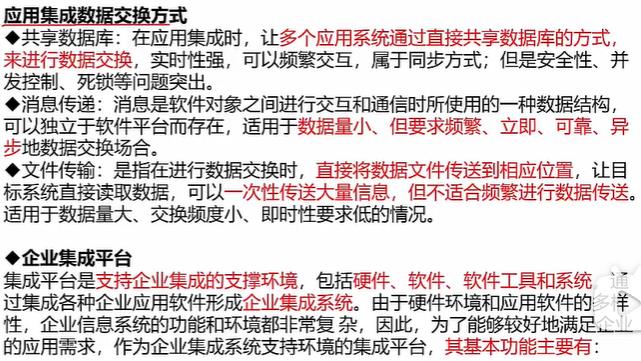 应用集成数据交换方式
◆共享数据库：在应用集成时，让多个应用系统通过直接共享数据库的方式，
来进行数据交换，实时性强，可以频繁交互，属于同步方式；但是安全性、并
发控制、死锁等问题突出。
◆消息传递：消息是软件对象之间进行交互和通信时所使用的一种数据结构，
可以独立于软件平台而存在，适用于数据量小、但要求频繁、立即、可靠、异
步地数据交换场合。
◆文件传输：是指在进行数据交换时，直接将数据文件传送到相应位置，让目
标系统直接读取数据，可以一次性传送大量信息，但不适合频繁进行数据传送。
适用于数据量大、交换频度小、即时性要求低的情况。
◆企业集成平台
集成平台是支持企业集成的支撑环境，包括硬件、软件、软件工具和系统，通
过集成各种企业应用软件形成企业集成系统。由于硬件环境和应用软件的多样
性，企业信息系统的功能和环境都非常复杂，因此，为了能够较好地满足企业
的应用需求，作为企业集成系统支持环境的集成平台，其基本功能主要有：